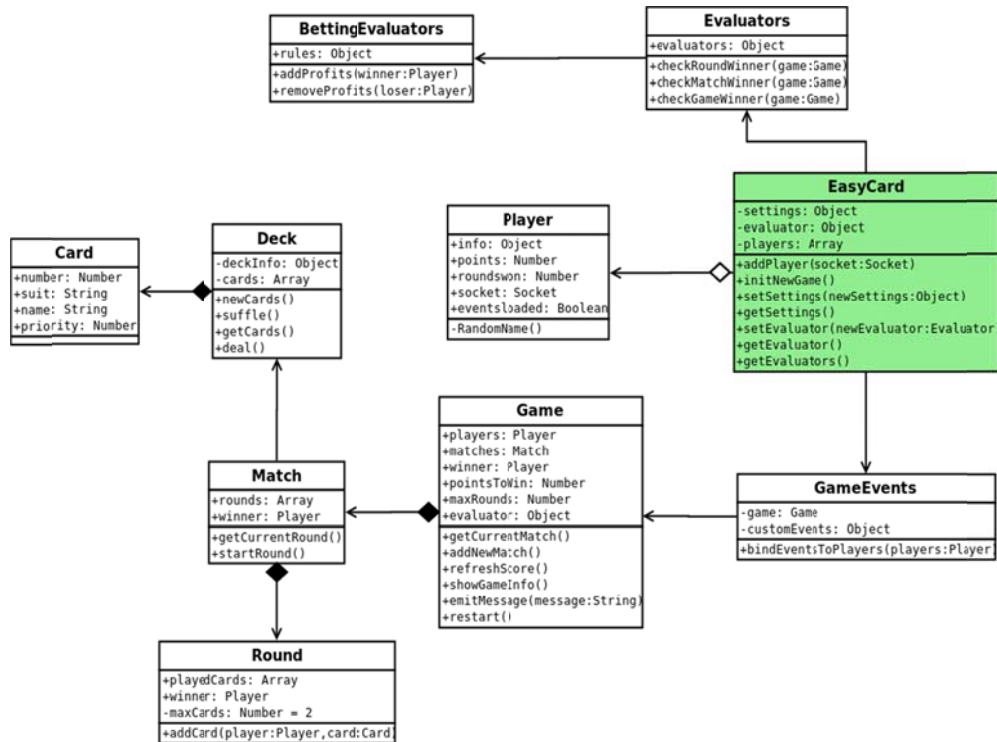 BettingEvaluators
+rules: Object
+addProfits(winner:Player)
+removeProfits(loser:Player)
Evaluators
+evaluators: Object
+checkRoundWinner(game:Game)
+checkMatchWinner(game:Game)
+checkGameWinner(game:Game)
EasyCard
-settings: Object
-evaluator: Object
-players: Array
+addPlayer(socket:Socket)
+initNewGame()
+setSettings(newSettings:Object)
+getSettings()
+setEvaluator(newEvaluator:Evaluator
+getEvaluator()
+getEvaluators()
Player
+info: Object
+points: Number
+roundswon: Number
+socket: Socket
+eventsloaded: Boolean
-RandomName()
Deck
-deckInfo: Object
-cards: Array
+newCards()
+suffle()
+getCards()
+deal()
Card
+number: Number
+suit: String
+name: String
+priority: Number
Game
+players: Player
+matches: Match
+winner: Player
+pointsToWin: Number
+maxRounds: Number
+evaluator: Object
+getCurrentMatch()
+addNewMatch()
+refreshScore()
+showGameInfo()
+emitMessage(message:String)
+restart()
Match
+rounds: Array
+winner: Player
+getCurrentRound()
+startRound()
GameEvents
-game: Game
-customEvents: Object
+bindEventsToPlayers(players:Player
Round
+playedCards: Array
+winner: Player
-maxCards: Number = 2
+addCard(player:Player,card:Card)